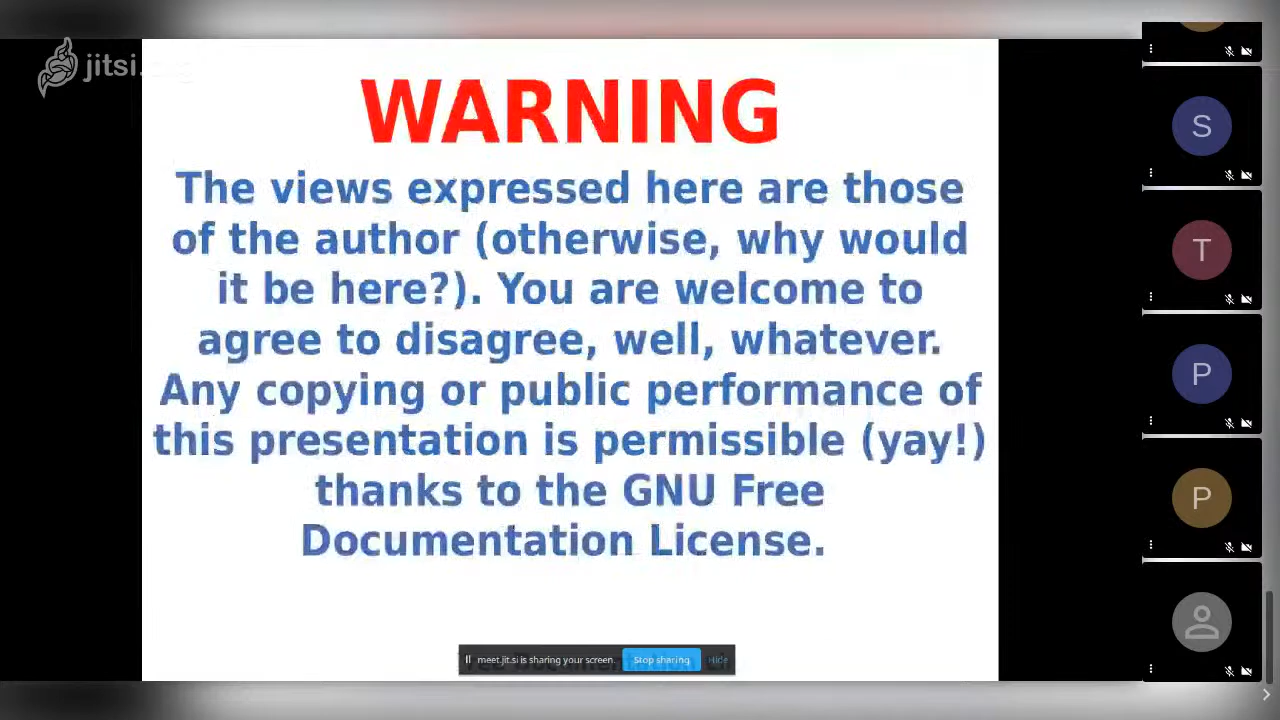 jitsi.org
WARNING
The views expressed here are those
of the author (otherwise, why would
it be here?). You are welcome to
agree to disagree, well, whatever.
Any copying or public performance of
this presentation is permissible (yay!)
thanks to the GNU Free
Documentation License.
meet.jit.si is sharing your screen.
Stop sharing
Hide
S
T
P
P